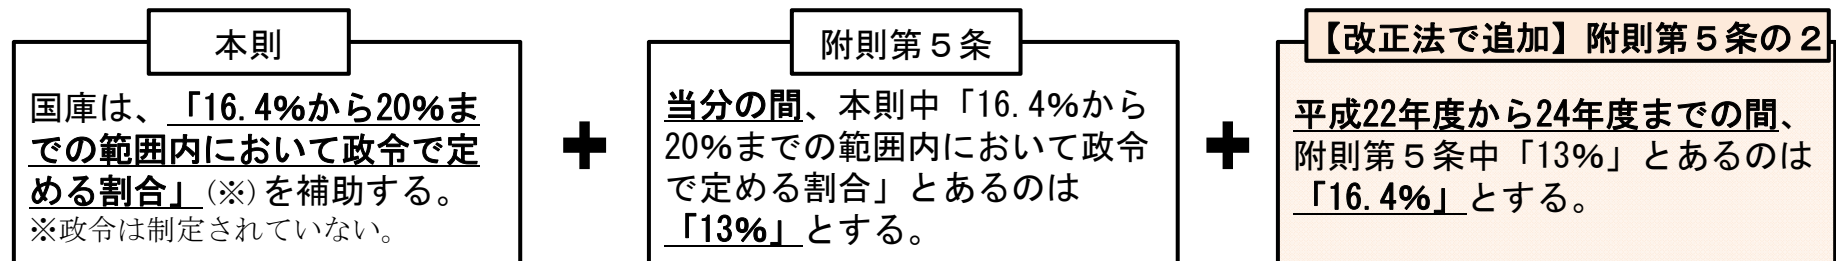 本則
国庫は、「16.4%から20%ま
での範囲内において政令で定
める割合」(※)を補助する。
※政令は制定されていない。
+
附則第5条
当分の間、本則中「16.4%から
20%までの範囲内において政令
で定める割合」とあるのは
「13%」とする。
+
【改正法で追加】附則第5条の2
平成22年度から24年度までの間、
附則第5条中「13%」とあるのは
「16.4%」とする。